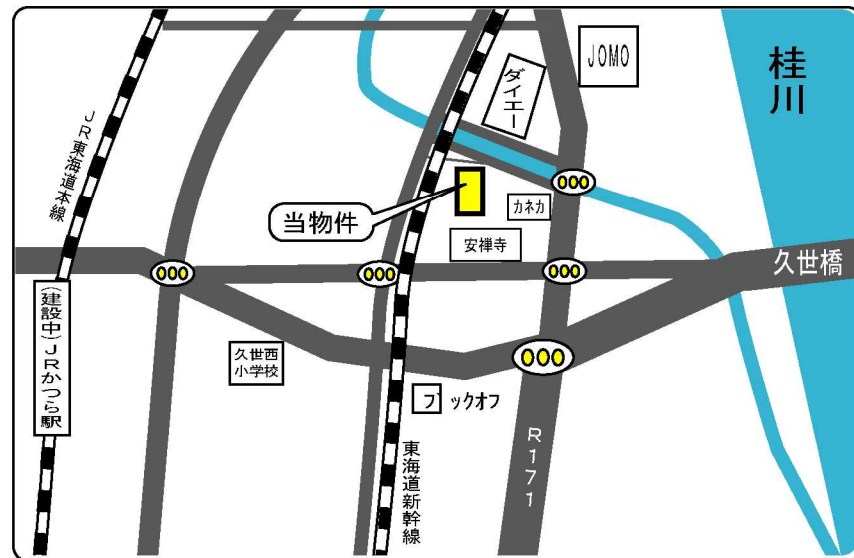 JOMO
桂川
ダイエー
JR東海道本線
カネカ
当物件
安禅寺
久世橋
(建設中)JRかつら駅
久世西
小学校
ブックオフ
R171
東海道新幹線